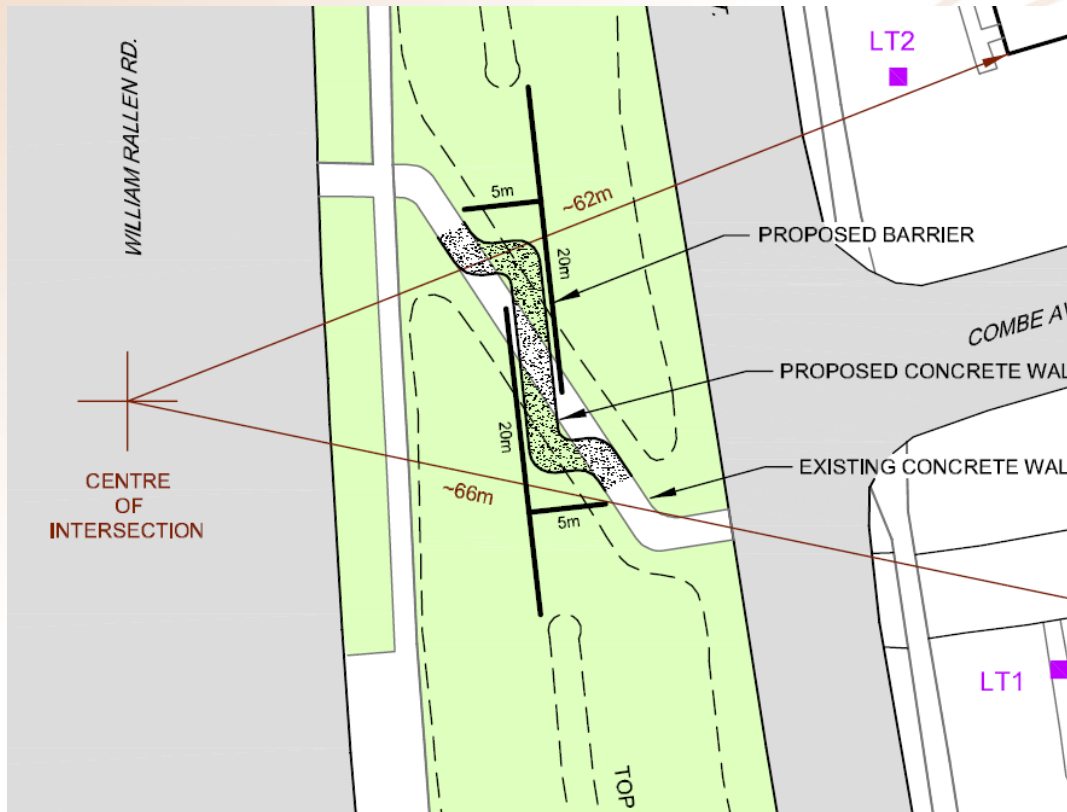 WILLIAM RALLEN RD.
LT2
5m
~62m
20m
PROPOSED BARRIER
COMBE AV
PROPOSED CONCRETE WAL
20m
EXISTING CONCRETE WAL
~66m
CENTRE
OF
INTERSECTION
5m
LT1
TOP